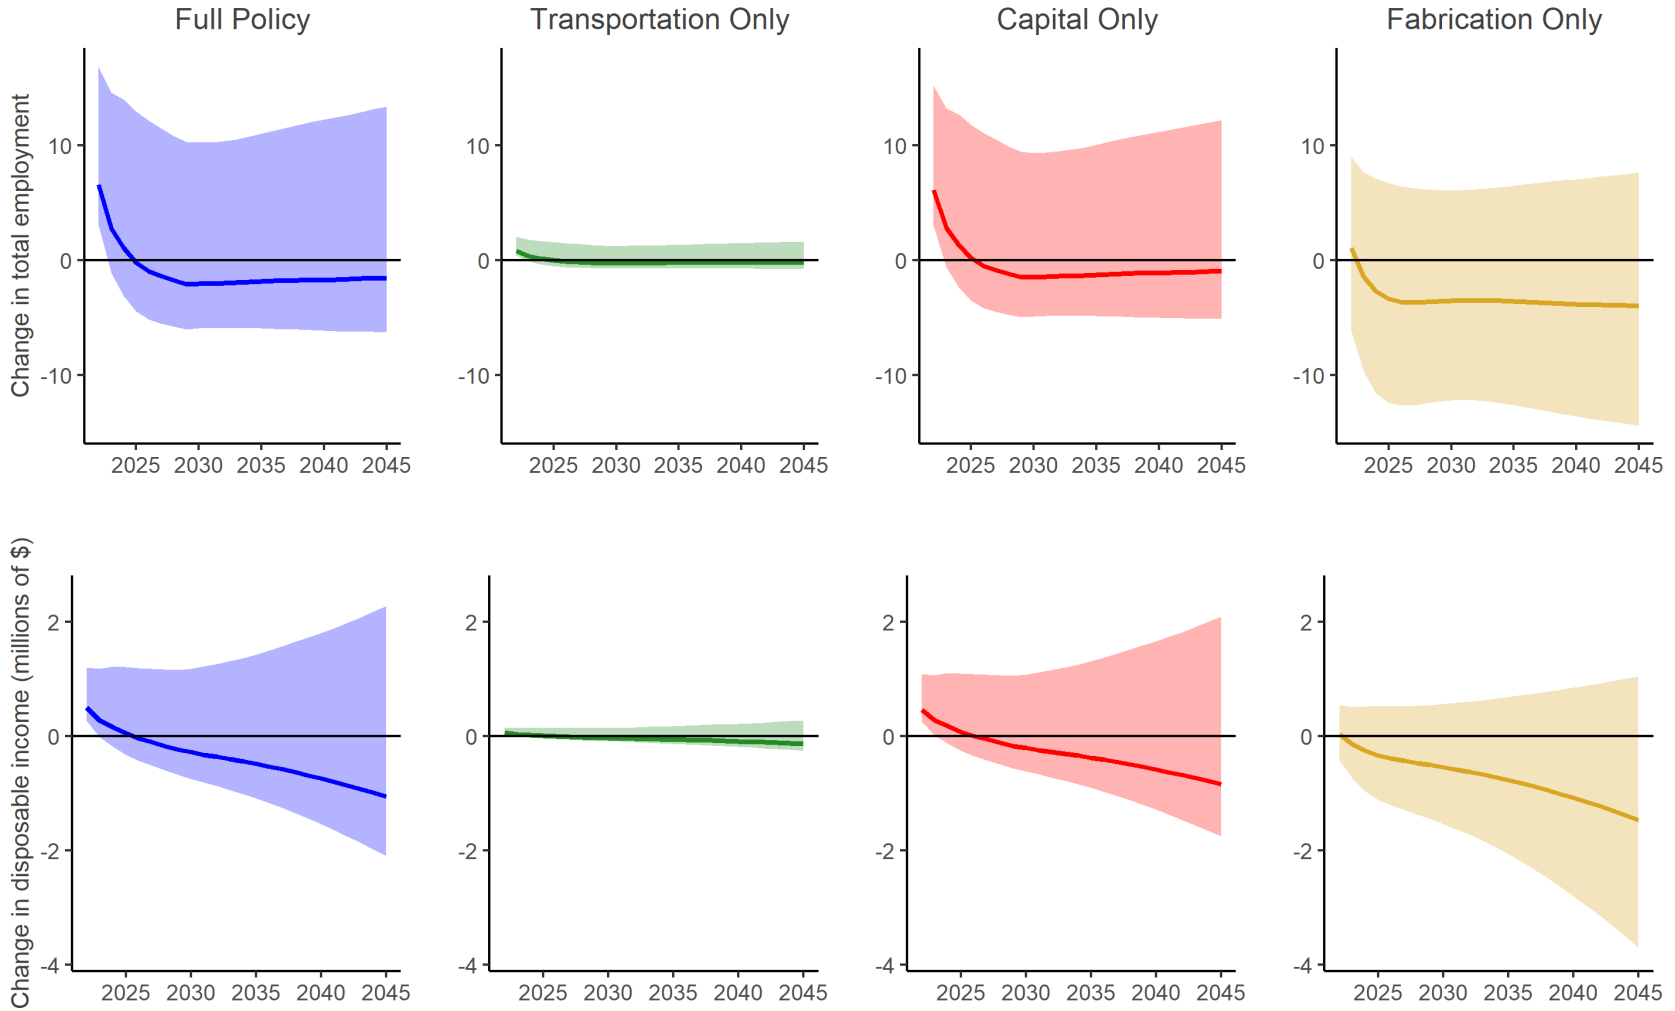 Full Policy
Transportation Only
Capital Only
Fabrication Only
Change in total employment
10
0
-10
2025 2030 2035 2040 2045
10
0
-10
2025 2030 2035 2040 2045
10
0
-10
2025 2030 2035 2040 2045
10
0
-10
2025 2030 2035 2040 2045
Change in disposable income (millions of $)
2
0
-2
-4
2025 2030 2035 2040 2045
2
0
-2
-4
2025 2030 2035 2040 2045
2
0
-2
-4
2025 2030 2035 2040 2045
2
0
-2
-4
2025 2030 2035 2040 2045